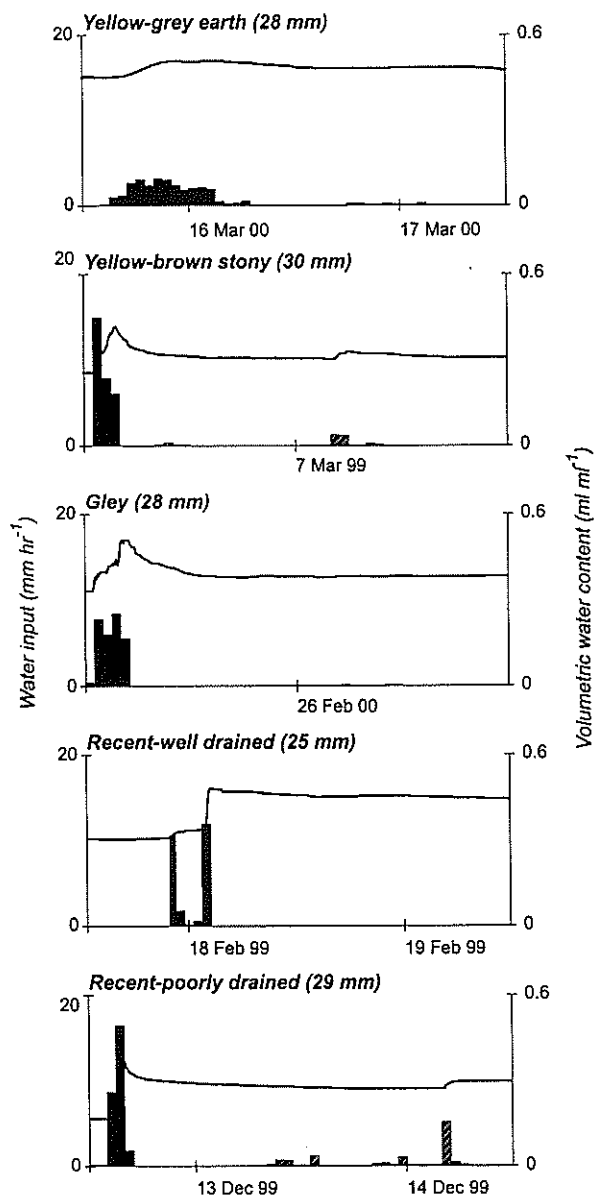 Yellow-grey earth (28 mm)
20
0.6
0
0
16 Mar 00
17 Mar 00
Yellow-brown stony (30 mm)
20
0.6
0
0
7 Mar 99
Gley (28 mm)
20
0.6
0
0
26 Feb 00
Water input (mm hr⁻¹)
Volumetric water content (ml ml⁻¹)
Recent-well drained (25 mm)
20
0.6
0
0
18 Feb 99
19 Feb 99
Recent-poorly drained (29 mm)
20
0.6
0
0
13 Dec 99
14 Dec 99